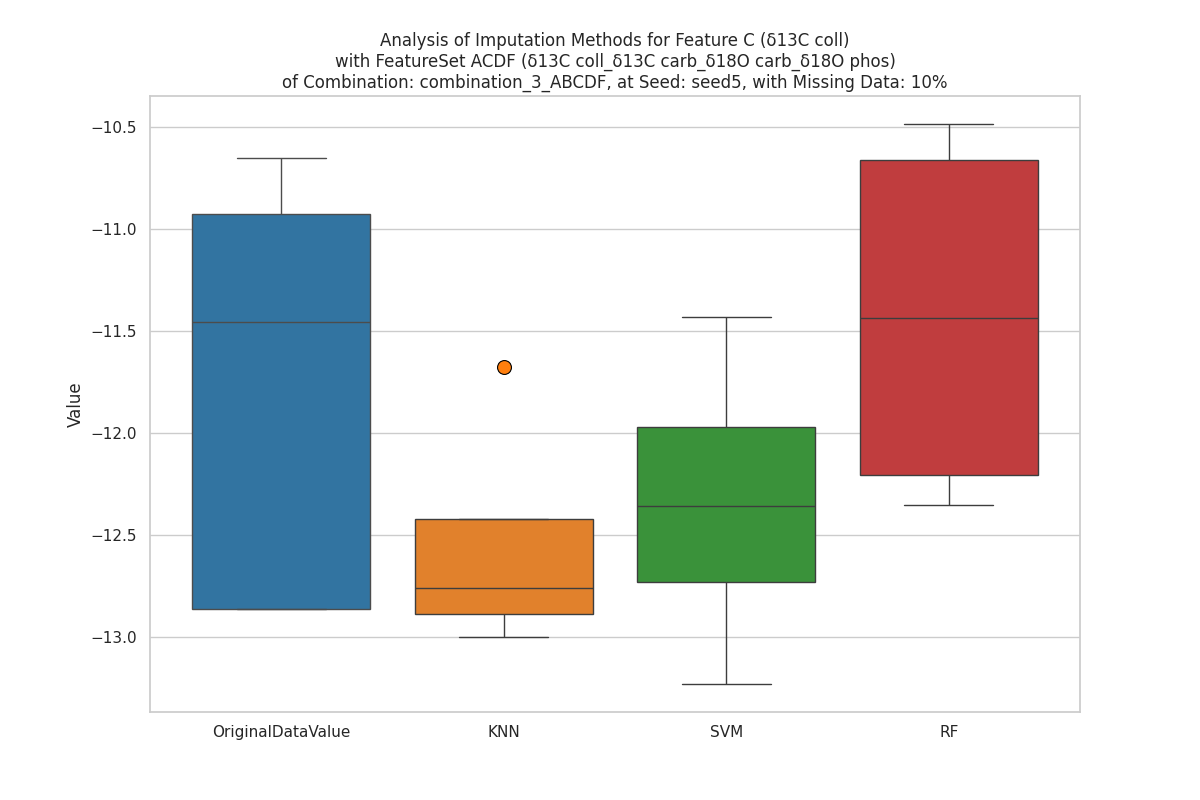 Analysis of Imputation Methods for Feature C (δ13C coll)
with FeatureSet ACDF (δ13C coll_δ13C carb_δ18O carb_δ18O phos)
of Combination: combination_3_ABCDF, at Seed: seed5, with Missing Data: 10%
−10.5
−11.0
−11.5
−12.0
−12.5
−13.0
Value
OriginalDataValue
KNN
SVM
RF